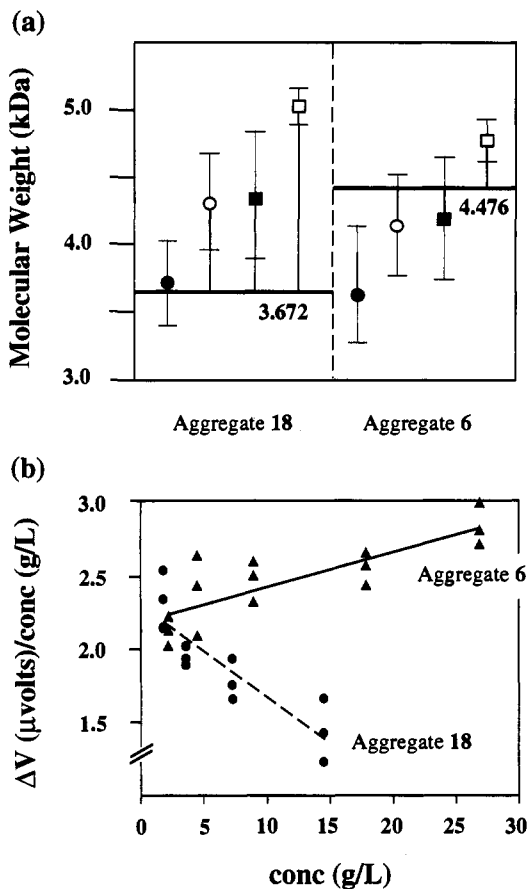 (a)
Molecular Weight (kDa)
5.0
4.0
3.0
3.672
4.476
Aggregate 18
Aggregate 6
(b)
ΔV (μvolts)/conc (g/L)
3.0
2.5
2.0
1.5
Aggregate 6
Aggregate 18
0
5
10
15
20
25
30
conc (g/L)